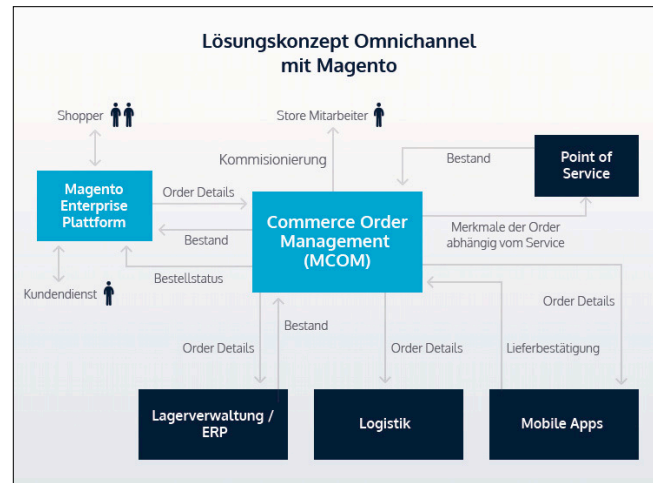 Lösungskonzept Omnichannel
mit Magento
Shopper
Store Mitarbeiter
Kommisionierung
Bestand
Point of
Service
Magento
Enterprise
Plattform
Order Details
Commerce Order
Management
(MCOM)
Bestand
Merkmale der Order
abhängig vom Service
Bestellstatus
Kundendienst
Bestand
Order Details
Order Details
Order Details
Lieferbestätigung
Lagerverwaltung /
ERP
Logistik
Mobile Apps